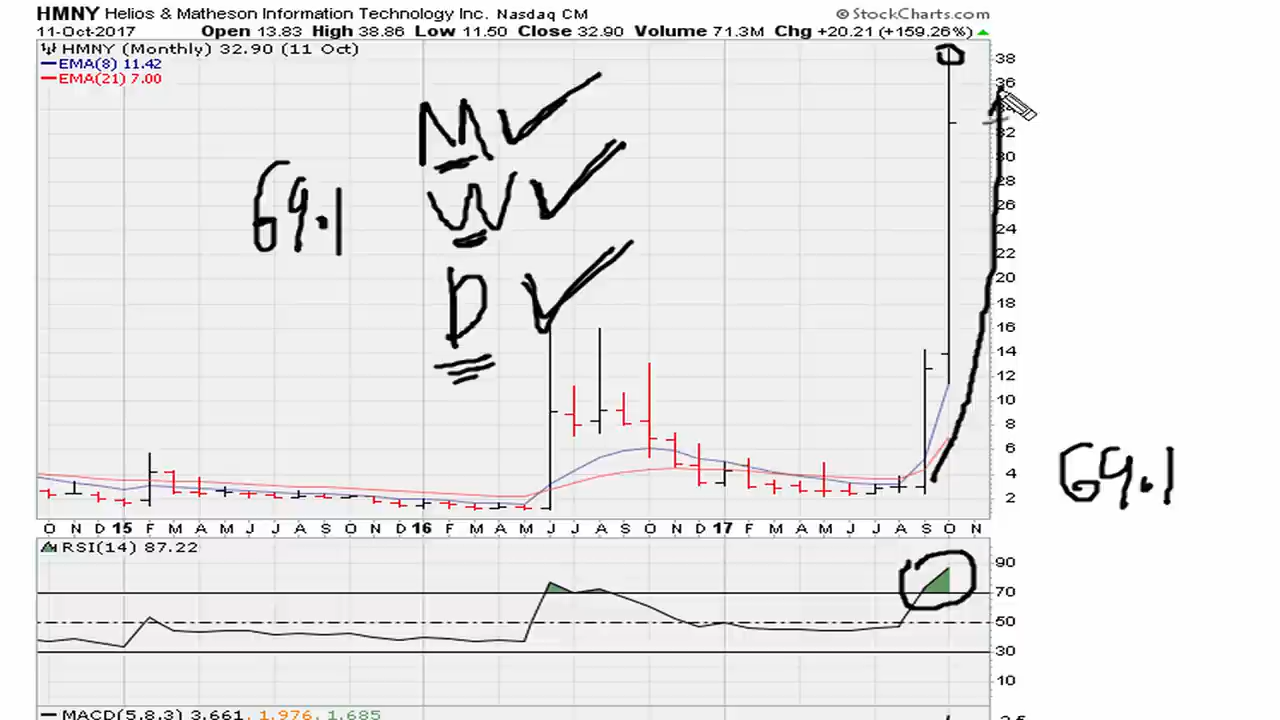 HMNY Helios & Matheson Information Technology Inc. Nasdaq CM © StockCharts.com
11-Oct-2017 Open 13.83 High 38.86 Low 11.50 Close 32.90 Volume 71.3M Chg +20.21 (+159.26%)
HMNY (Monthly) 32.90 (11 Oct)
EMA(8) 11.42
EMA(21) 7.00
38
36
34
32
30
28
26
24
22
20
18
16
14
12
10
8
6
4
2
M
W
D
69.1
69.1
O N D 15 F M A M J J A S O N D 16 F M A M J J A S O N D 17 F M A M J J A S O N
RSI(14) 87.22
90
70
50
30
10
MACD(5,8,3) 3.661, 1.976, 1.685